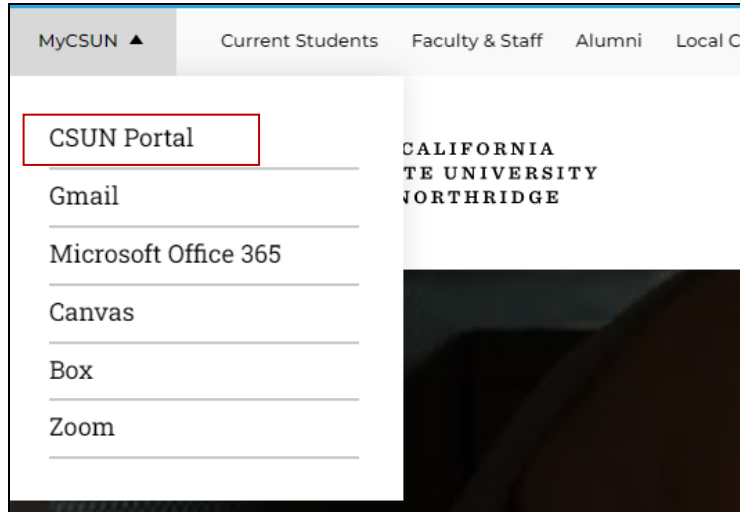 MyCSUN ▲ Current Students Faculty & Staff Alumni Local C
CSUN Portal
Gmail
Microsoft Office 365
Canvas
Box
Zoom
CALIFORNIA
TE UNIVERSITY
NORTHRIDGE